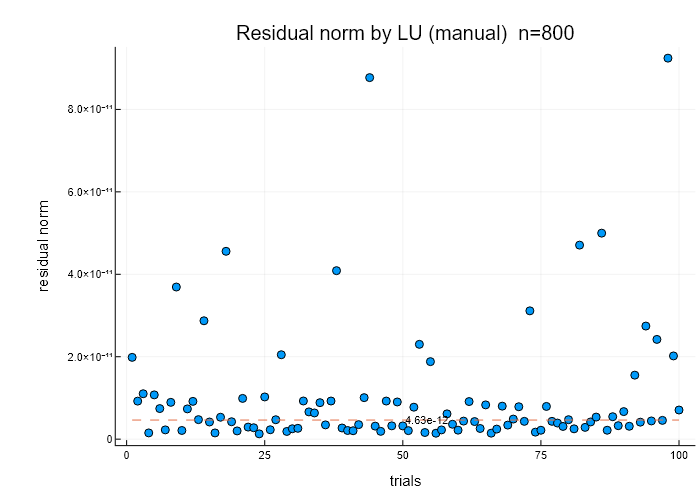 Residual norm by LU (manual)  n=800
residual norm
8.0×10⁻¹¹
6.0×10⁻¹¹
4.0×10⁻¹¹
2.0×10⁻¹¹
0
4.63e-12
0 25 50 75 100
trials